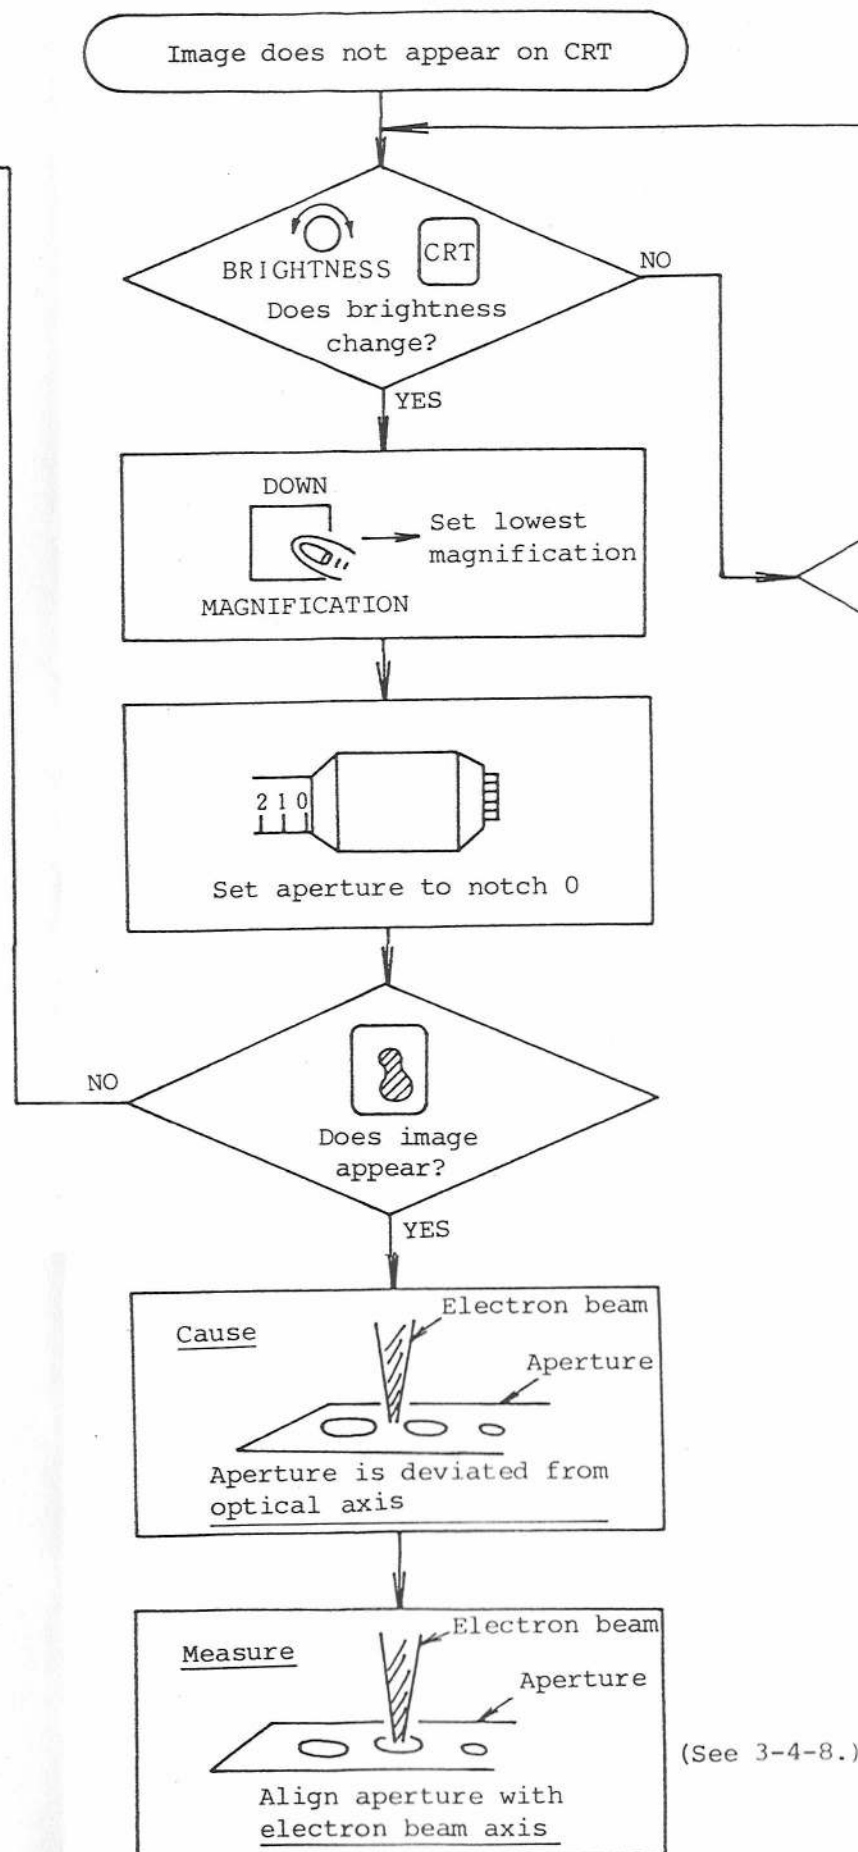 Image does not appear on CRT
BRIGHTNESS
CRT
Does brightness
change?
NO
YES
DOWN
Set lowest
magnification
MAGNIFICATION
2 1 0
Set aperture to notch 0
NO
Does image
appear?
YES
Electron beam
Cause
Aperture
Aperture is deviated from
optical axis
Electron beam
Measure
Aperture
(See 3-4-8.)
Align aperture with
electron beam axis